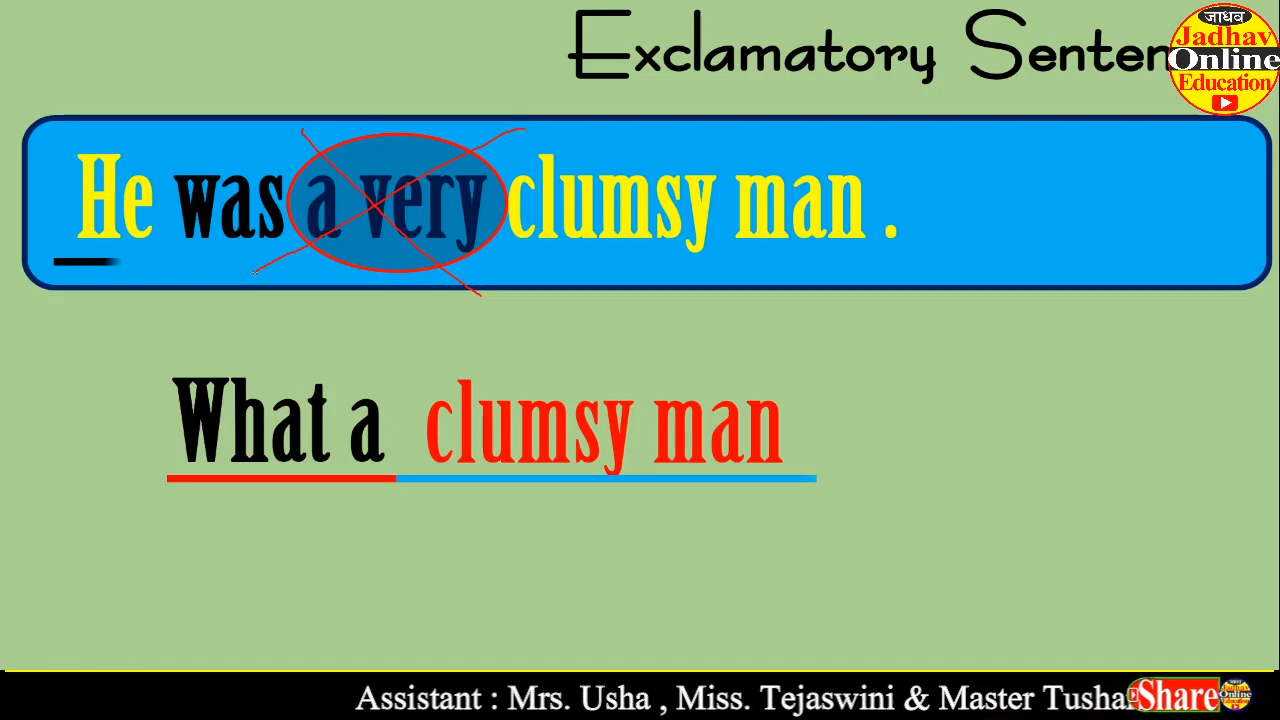 Exclamatory Senten
जाधव
Jadhav
Online
Education
He was a very clumsy man .
What a clumsy man
Assistant : Mrs. Usha , Miss. Tejaswini & Master Tushar
Share